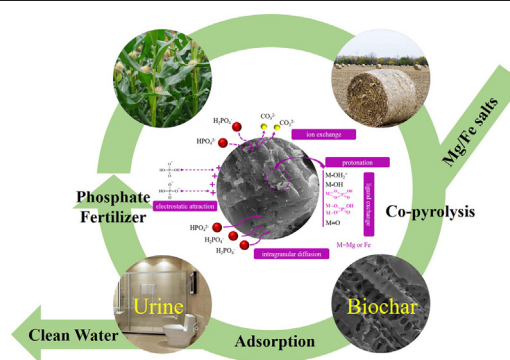 Mg/Fe salts
H₂PO₄⁻
CO₃²⁻
CO₃²⁻
HPO₄²⁻
ion exchange
protonation
M-OH₂⁺
M-OH
M=O
ligand exchange
M=Mg or Fe
electrostatic attraction
HPO₄²⁻
H₂PO₄⁻
H₂PO₄⁻
intragranular diffusion
Phosphate
Fertilizer
Co-pyrolysis
Urine
Biochar
Clean Water
Adsorption